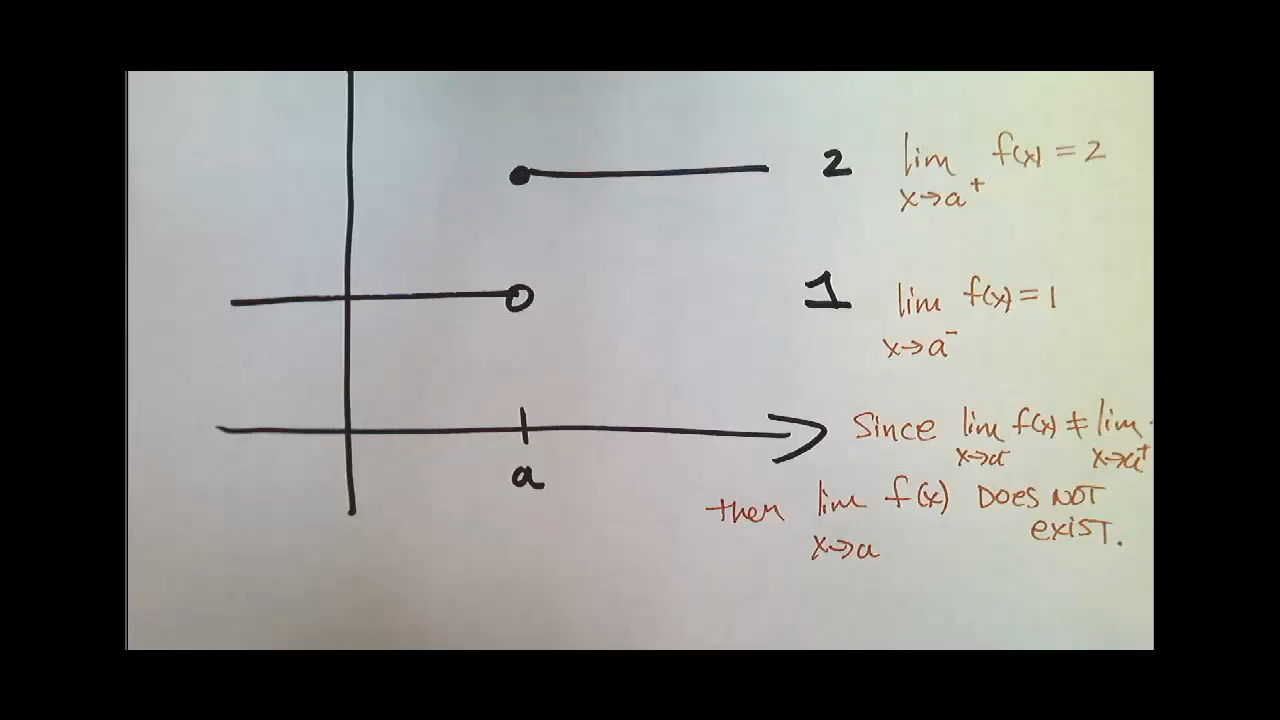 2 lim f(x) = 2
x→a⁺
1 lim f(x) = 1
x→a⁻
Since lim f(x) ≠ lim
x→a⁻ x→a⁺
a
then lim f(x) DOES NOT
exisT.
x→a